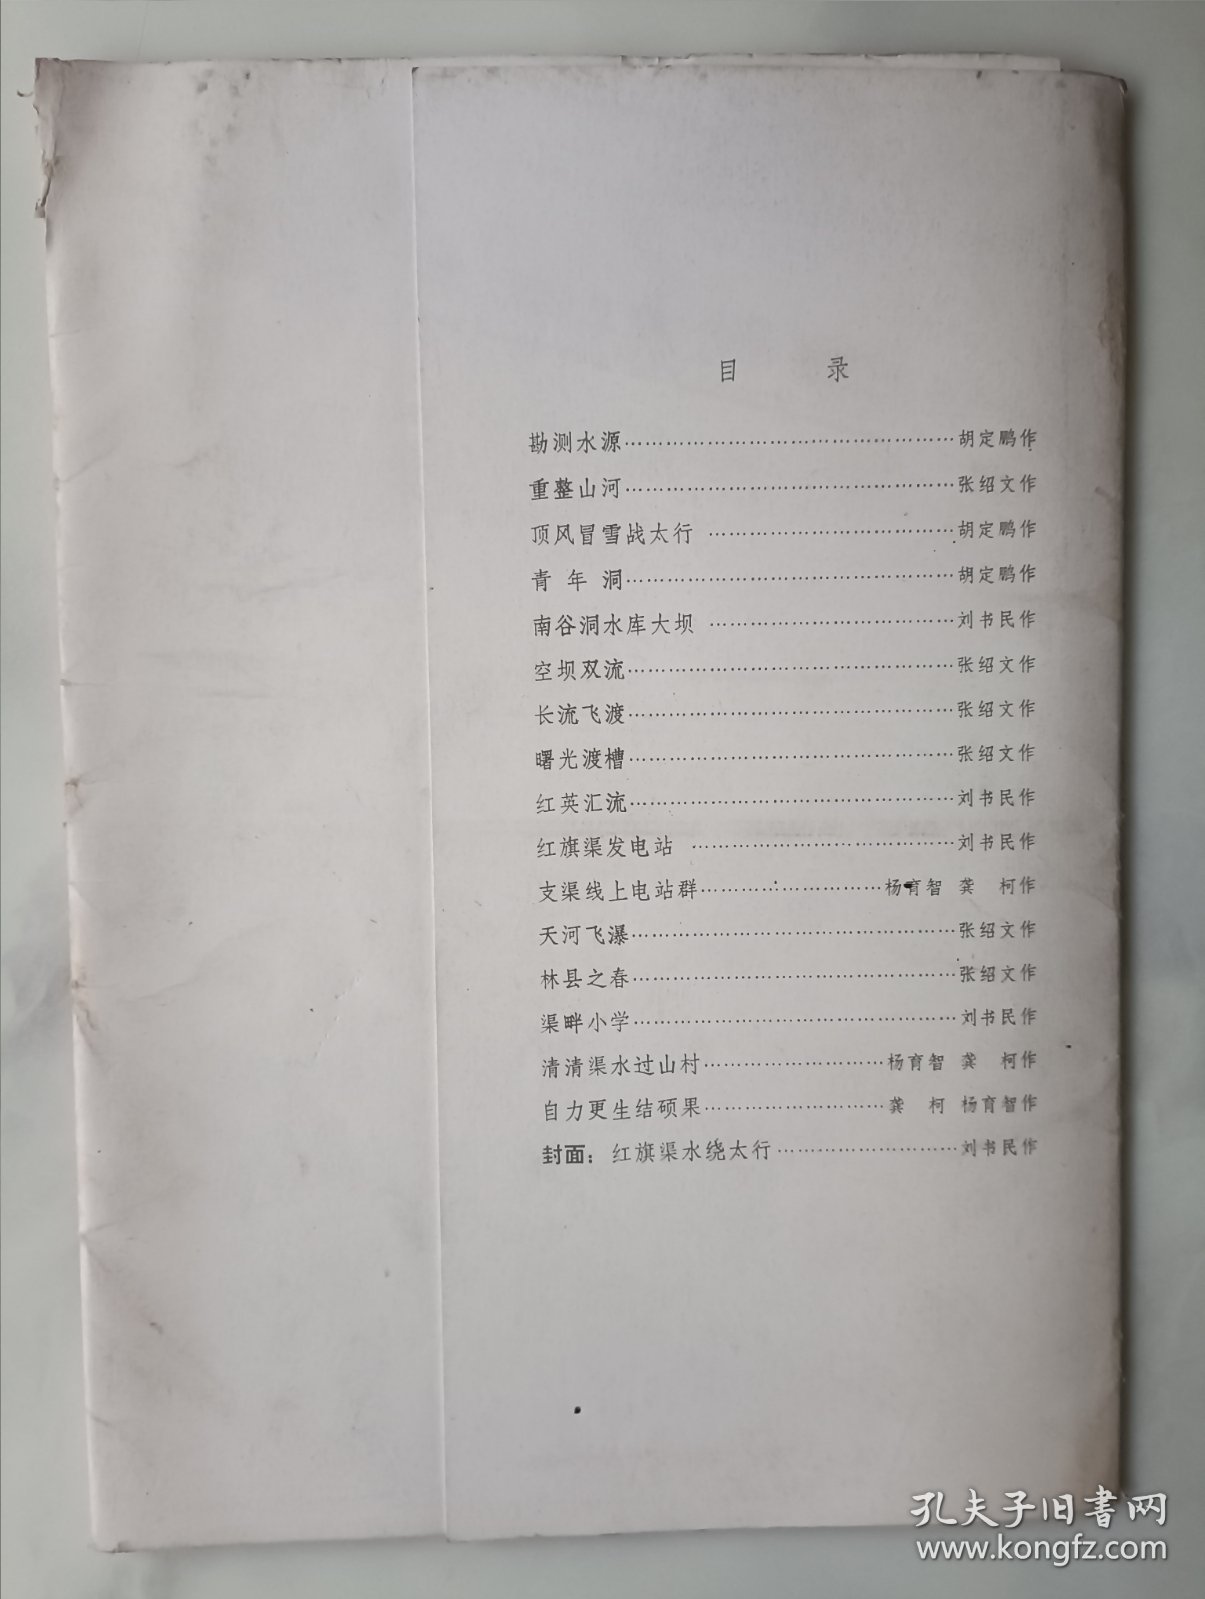 目 录
勘测水源………………………………………胡定鹏作
重整山河………………………………………张绍文作
顶风冒雪战太行 ……………………………胡定鹏作
青 年 洞………………………………………胡定鹏作
南谷洞水库大坝 ……………………………刘书民作
空坝双流………………………………………张绍文作
长流飞渡………………………………………张绍文作
曙光渡槽………………………………………张绍文作
红英汇流………………………………………刘书民作
红旗渠发电站 ………………………………刘书民作
支渠线上电站群………………………杨育智 龚 柯作
天河飞瀑………………………………………张绍文作
林县之春………………………………………张绍文作
渠畔小学………………………………………刘书民作
清清渠水过山村………………………杨育智 龚 柯作
自力更生结硕果………………………龚 柯 杨育智作
封面：红旗渠水绕太行………………………刘书民作
孔夫子旧書网
www.kongfz.com